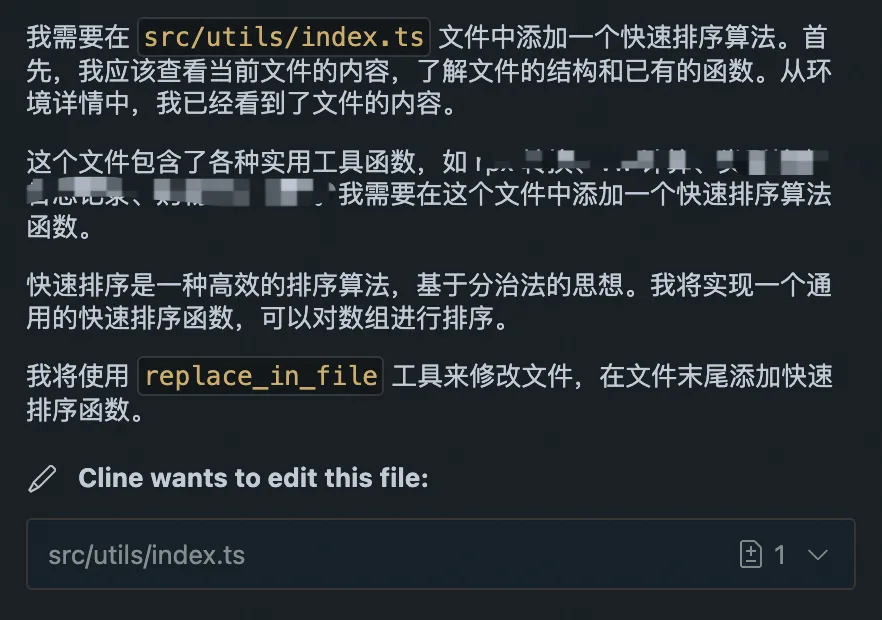 我需要在 src/utils/index.ts 文件中添加一个快速排序算法。首
先，我应该查看当前文件的内容，了解文件的结构和已有的函数。从环
境详情中，我已经看到了文件的内容。
这个文件包含了各种实用工具函数，如
我需要在这个文件中添加一个快速排序算法
函数。
快速排序是一种高效的排序算法，基于分治法的思想。我将实现一个通
用的快速排序函数，可以对数组进行排序。
我将使用 replace_in_file 工具来修改文件，在文件末尾添加快速
排序函数。
Cline wants to edit this file:
src/utils/index.ts 1